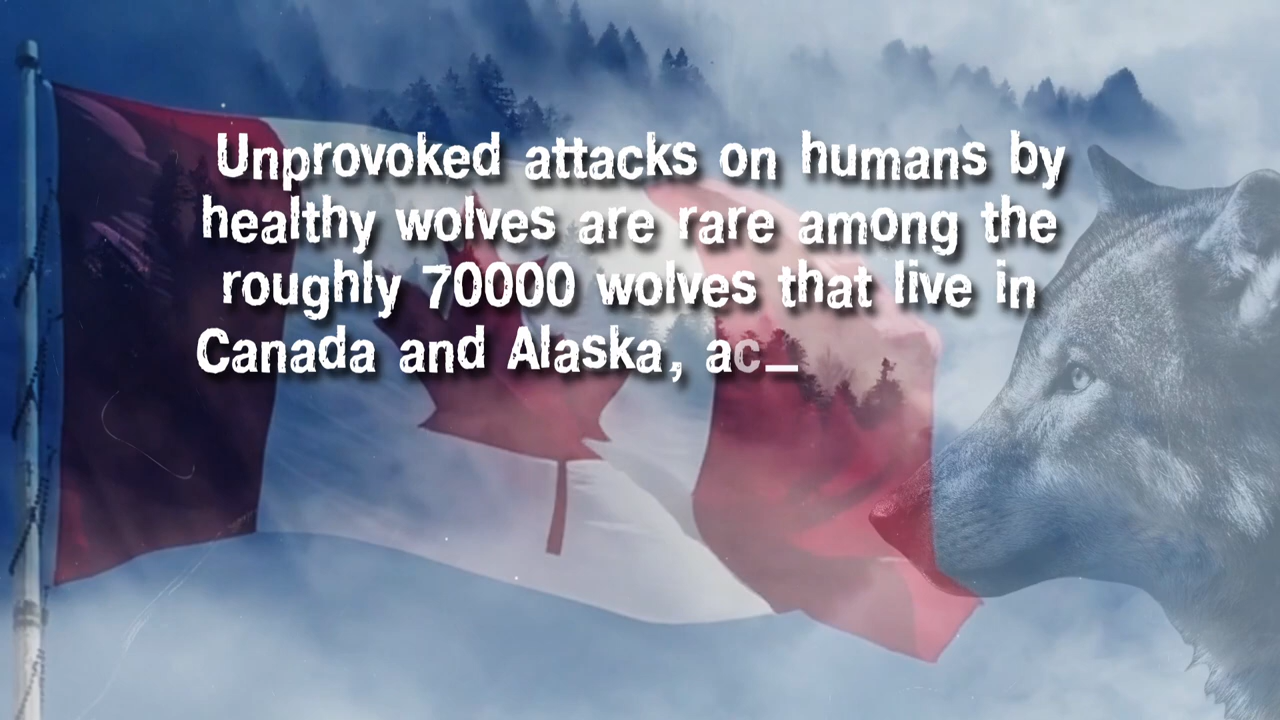 Unprovoked attacks on humans by
healthy wolves are rare among the
roughly 70000 wolves that live in
Canada and Alaska, ac_